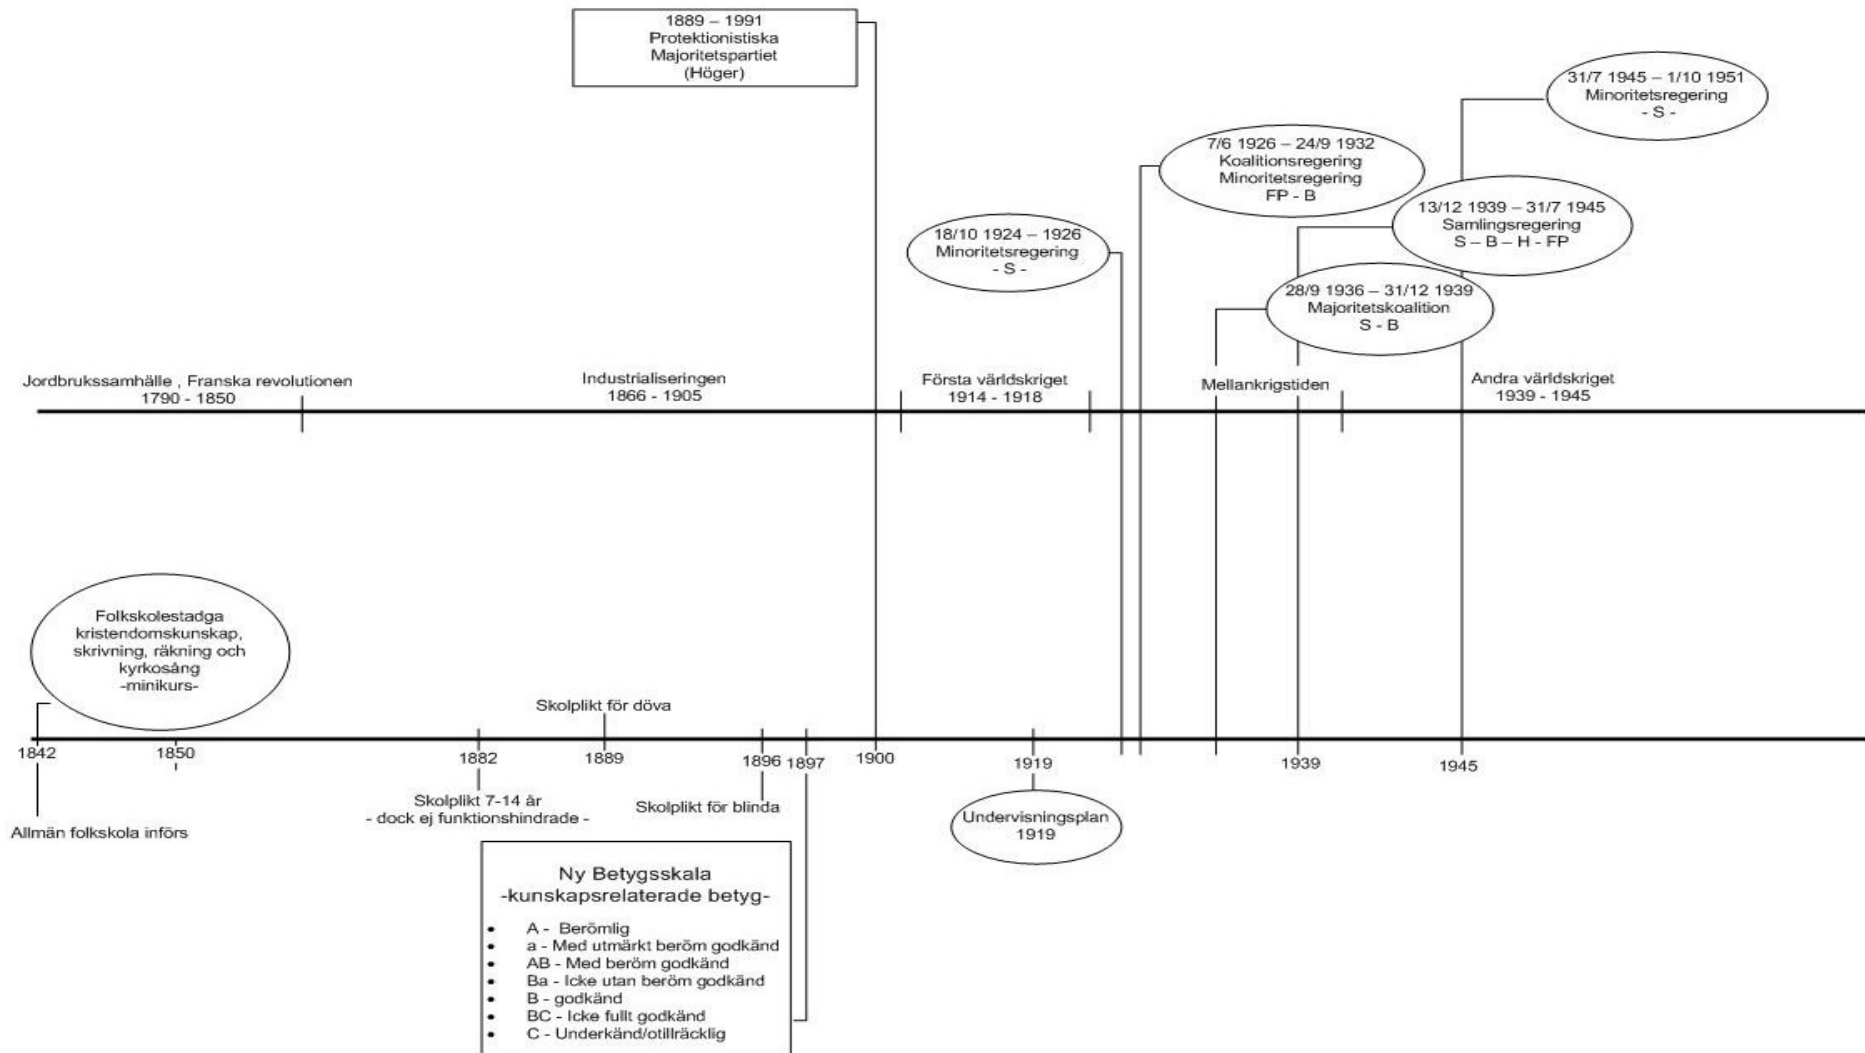 1889 – 1991
Protektionistiska
Majoritetspartiet
(Höger)
31/7 1945 – 1/10 1951
Minoritetsregering
- S -
7/6 1926 – 24/9 1932
Koalitionsregering
Minoritetsregering
FP - B
13/12 1939 – 31/7 1945
Samlingsregering
S – B – H - FP
18/10 1924 – 1926
Minoritetsregering
- S -
28/9 1936 – 31/12 1939
Majoritetskoalition
S - B
Jordbrukssamhälle , Franska revolutionen
1790 - 1850
Industrialiseringen
1866 - 1905
Första världskriget
1914 - 1918
Mellankrigstiden
Andra världskriget
1939 - 1945
Folkskolestadga
kristendomskunskap,
skrivning, räkning och
kyrkosång
-minikurs-
Skolplikt för döva
1842
1850
1882
1889
1896
1897
1900
1919
1939
1945
Allmän folkskola införs
Skolplikt 7-14 år
- dock ej funktionshindrade -
Skolplikt för blinda
Undervisningsplan
1919
Ny Betygsskala
-kunskapsrelaterade betyg-
• A - Berömlig
• a - Med utmärkt beröm godkänd
• AB - Med beröm godkänd
• Ba - Icke utan beröm godkänd
• B - godkänd
• BC - Icke fullt godkänd
• C - Underkänd/otillräcklig